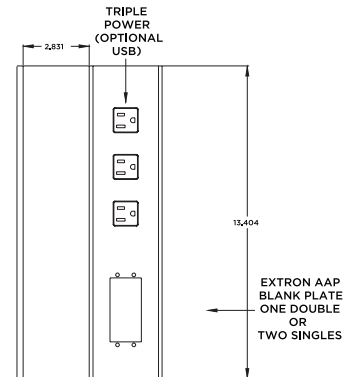 TRIPLE
POWER
(OPTIONAL
USB)
2.831
13.404
EXTRON AAP
BLANK PLATE
ONE DOUBLE
OR
TWO SINGLES